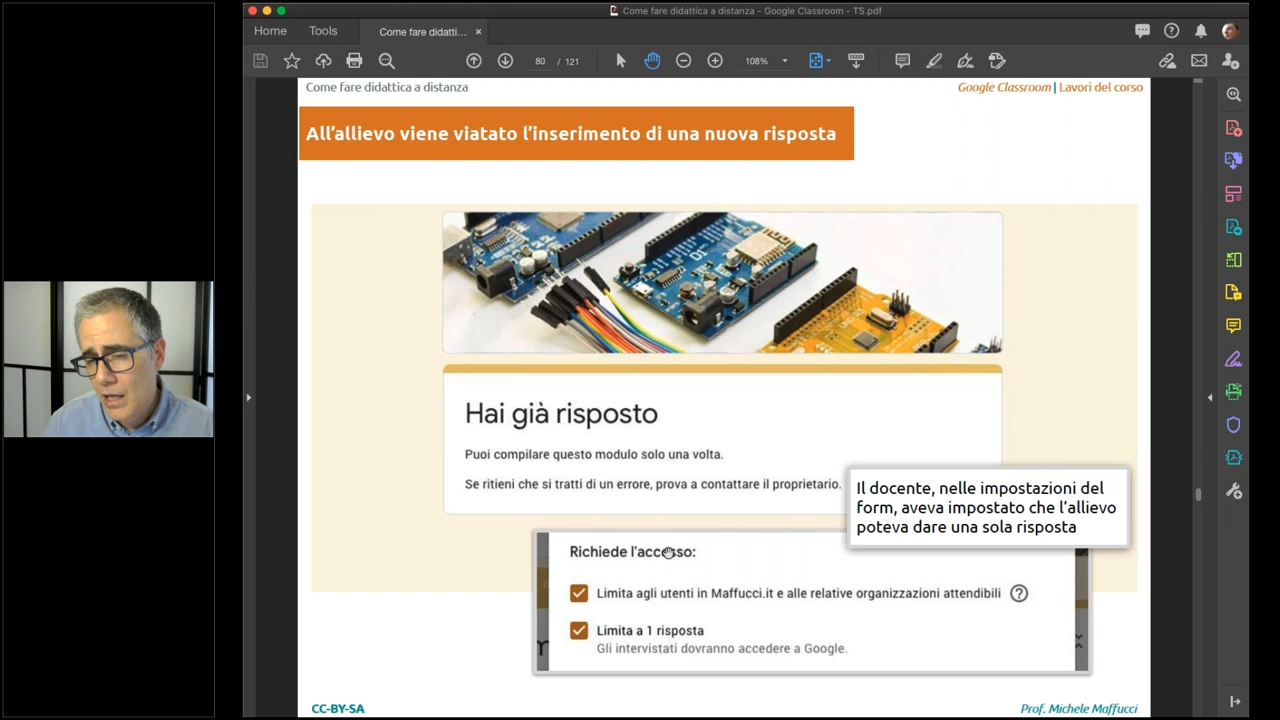 Come fare didattica a distanza - Google Classroom - TS.pdf
Home
Tools
Come fare didatti...
80 / 121
108%
Come fare didattica a distanza
Google Classroom | Lavori del corso
All'allievo viene viatato l'inserimento di una nuova risposta
Hai già risposto
Puoi compilare questo modulo solo una volta.
Se ritieni che si tratti di un errore, prova a contattare il proprietario.
Il docente, nelle impostazioni del
form, aveva impostato che l'allievo
poteva dare una sola risposta
Richiede l'accesso:
Limita agli utenti in Maffucci.it e alle relative organizzazioni attendibili
Limita a 1 risposta
Gli intervistati dovranno accedere a Google.
CC-BY-SA
Prof. Michele Maffucci